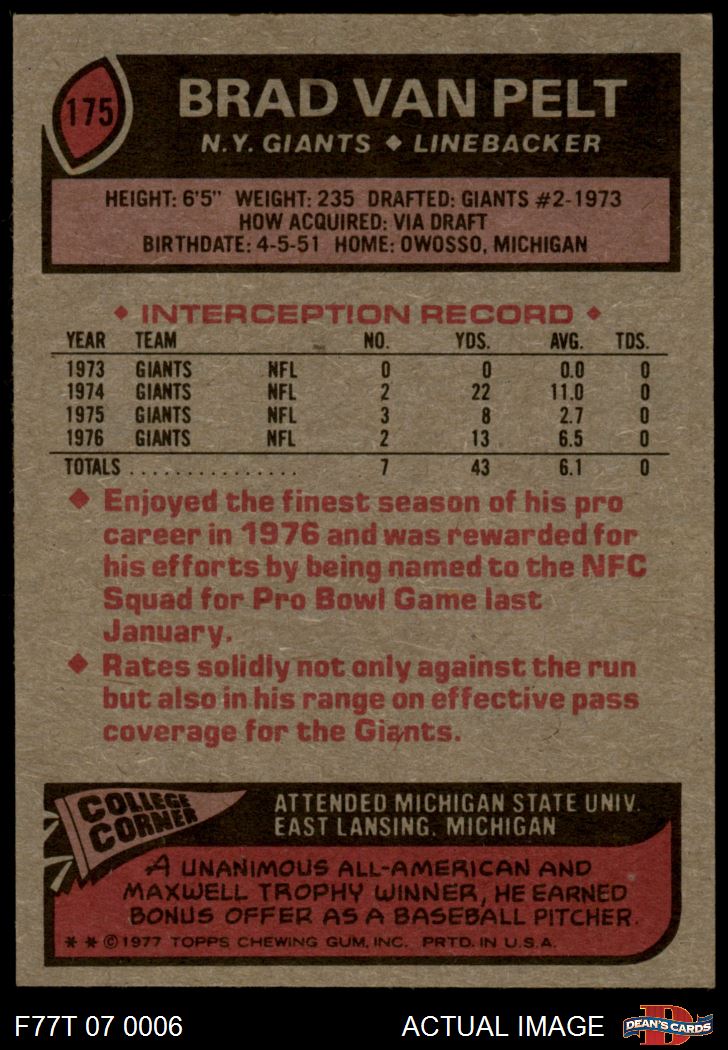 175
BRAD VAN PELT
N.Y. GIANTS ♦ LINEBACKER
HEIGHT: 6'5" WEIGHT: 235 DRAFTED: GIANTS #2-1973
HOW ACQUIRED: VIA DRAFT
BIRTHDATE: 4-5-51 HOME: OWOSSO, MICHIGAN
♦ INTERCEPTION RECORD ♦
YEAR TEAM NO. YDS. AVG. TDS.
1973 GIANTS NFL 0 0 0.0 0
1974 GIANTS NFL 2 22 11.0 0
1975 GIANTS NFL 3 8 2.7 0
1976 GIANTS NFL 2 13 6.5 0
TOTALS . . . . . . . . . . . . . . . 7 43 6.1 0
♦ Enjoyed the finest season of his pro
career in 1976 and was rewarded for
his efforts by being named to the NFC
Squad for Pro Bowl Game last
January.
♦ Rates solidly not only against the run
but also in his range on effective pass
coverage for the Giants.
COLLEGE
CORNER
ATTENDED MICHIGAN STATE UNIV.
EAST LANSING, MICHIGAN
A UNANIMOUS ALL-AMERICAN AND
MAXWELL TROPHY WINNER, HE EARNED
BONUS OFFER AS A BASEBALL PITCHER.
* * © 1977 TOPPS CHEWING GUM, INC. PRTD. IN U.S.A.
F77T 07 0006 ACTUAL IMAGE
D
DEAN'S CARDS